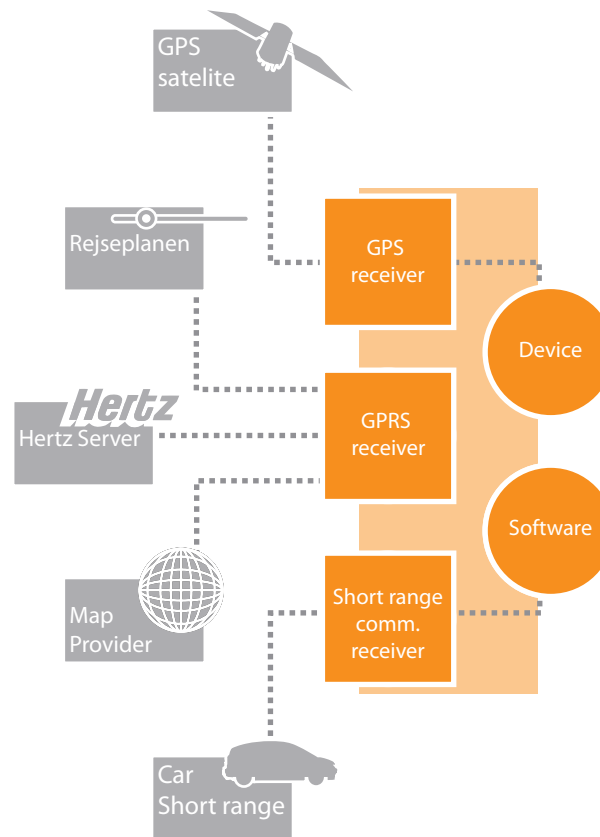 GPS
satelite
Rejseplanen
GPS
receiver
Device
Hertz
Hertz Server
GPRS
receiver
Software
Map
Provider
Short range
comm.
receiver
Car
Short range